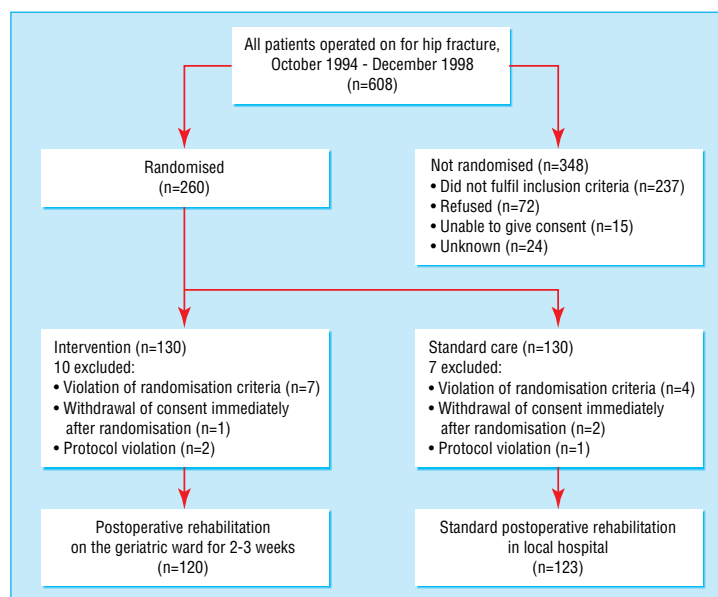 All patients operated on for hip fracture,
October 1994 - December 1998
(n=608)
Randomised
(n=260)
Not randomised (n=348)
• Did not fulfil inclusion criteria (n=237)
• Refused (n=72)
• Unable to give consent (n=15)
• Unknown (n=24)
Intervention (n=130)
10 excluded:
• Violation of randomisation criteria (n=7)
• Withdrawal of consent immediately
after randomisation (n=1)
• Protocol violation (n=2)
Standard care (n=130)
7 excluded:
• Violation of randomisation criteria (n=4)
• Withdrawal of consent immediately
after randomisation (n=2)
• Protocol violation (n=1)
Postoperative rehabilitation
on the geriatric ward for 2-3 weeks
(n=120)
Standard postoperative rehabilitation
in local hospital
(n=123)